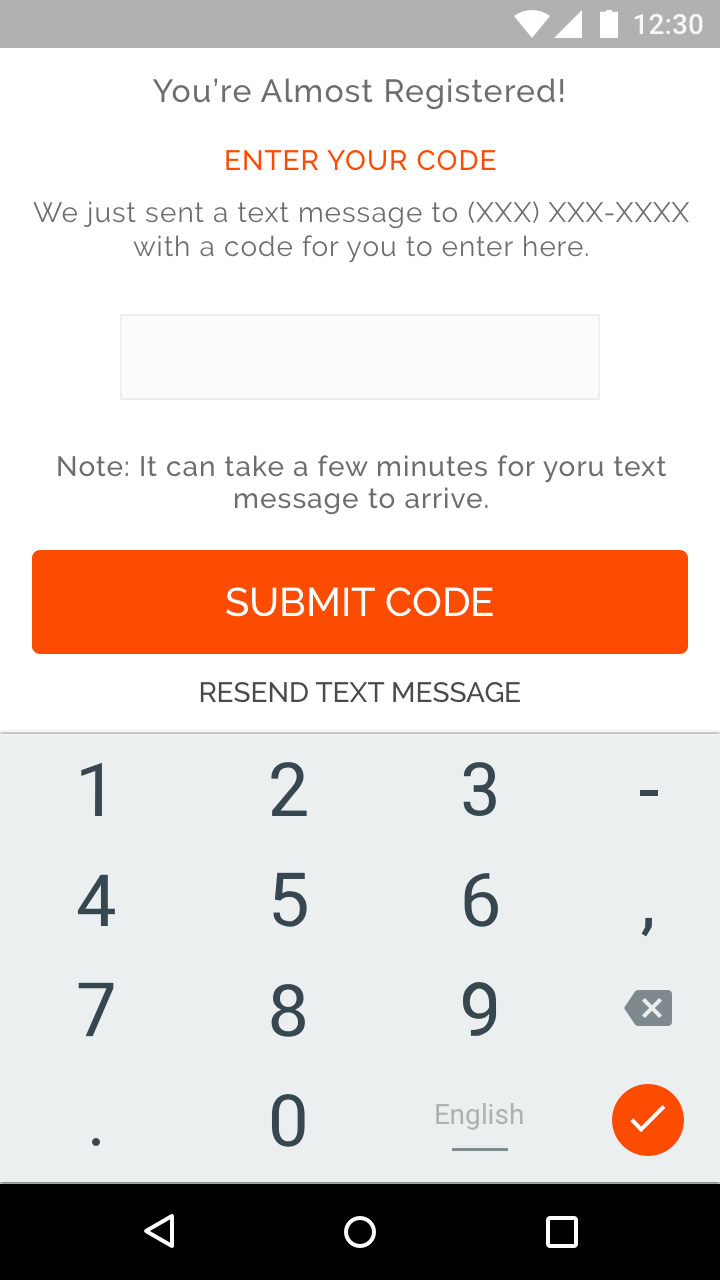 12:30
You’re Almost Registered!
ENTER YOUR CODE
We just sent a text message to (XXX) XXX-XXXX
with a code for you to enter here.
Note: It can take a few minutes for yoru text
message to arrive.
SUBMIT CODE
RESEND TEXT MESSAGE
1 2 3 -
4 5 6 ,
7 8 9
. 0 English